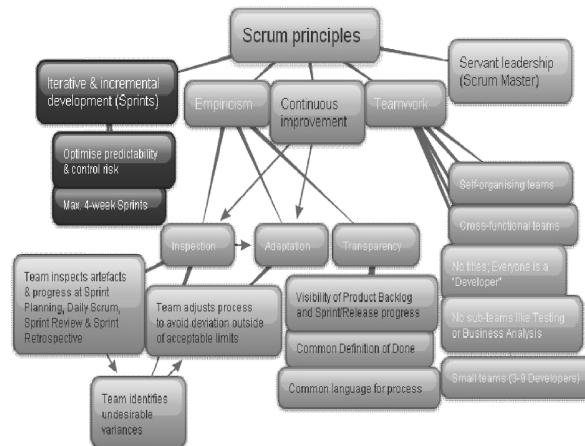 Scrum principles
Servant leadership
(Scrum Master)
Iterative & incremental
development (Sprints)
Empiricism
Continuous
improvement
Teamwork
Optimise predictability
& control risk
Max. 4-week Sprints
Self-organising teams
Cross-functional teams
No titles; Everyone is a
"Developer"
No sub-teams like Testing
or Business Analysis
Small teams (3-9 Developers)
Inspection
Adaptation
Transparency
Team inspects artefacts
& progress at Sprint
Planning, Daily Scrum,
Sprint Review & Sprint
Retrospective
Team adjusts process
to avoid deviation outside
of acceptable limits
Visibility of Product Backlog
and Sprint/Release progress
Common Definition of Done
Common language for process
Team identifies
undesirable
variances